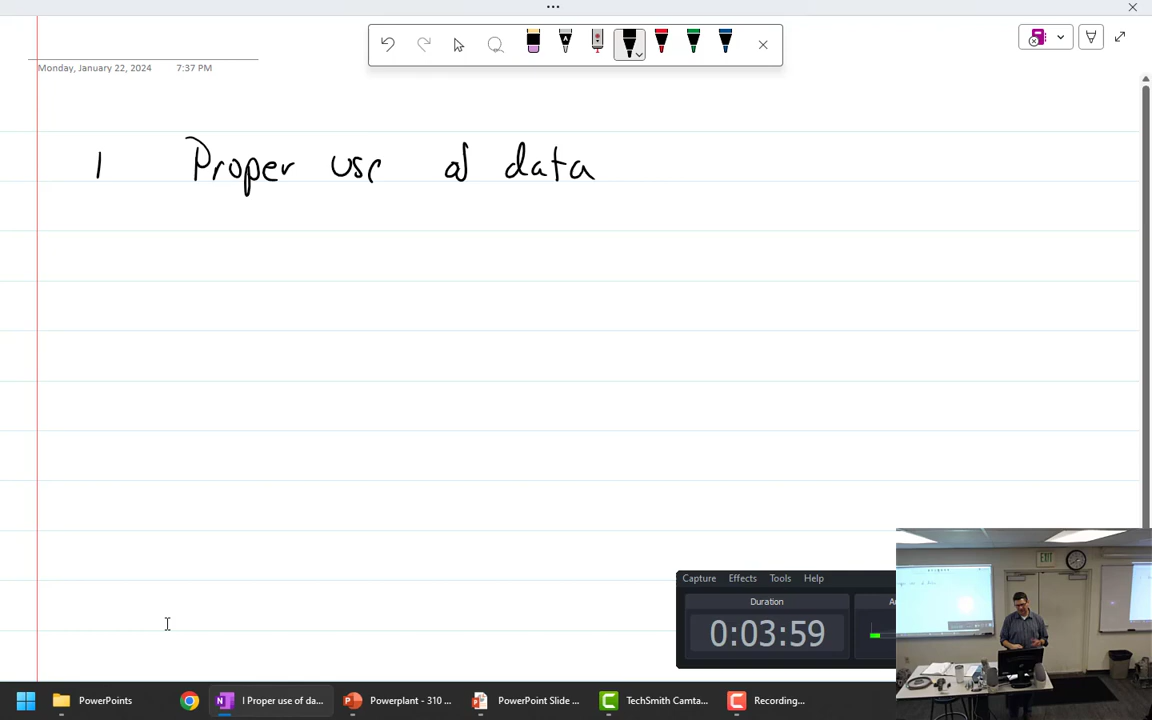 Monday, January 22, 2024 7:37 PM
1 Proper use of data
Capture Effects Tools Help
Duration
0:03:59
EXIT
PowerPoints
I Proper use of da...
Powerplant - 310 ...
PowerPoint Slide ...
TechSmith Camta...
Recording...